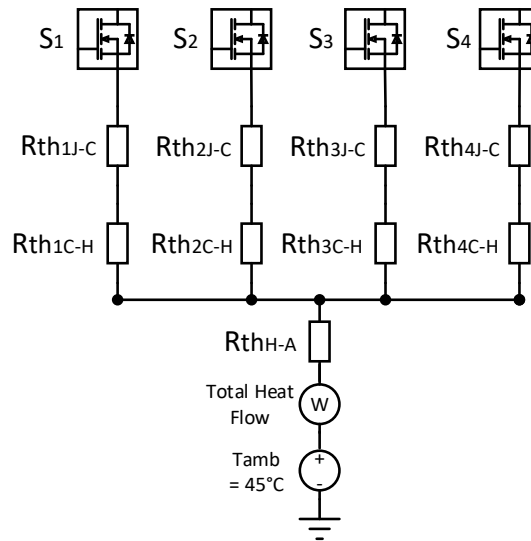 S1 S2 S3 S4
Rth1J-C Rth2J-C Rth3J-C Rth4J-C
Rth1C-H Rth2C-H Rth3C-H Rth4C-H
RthH-A
Total Heat
Flow
W
Tamb
= 45°C
+
-